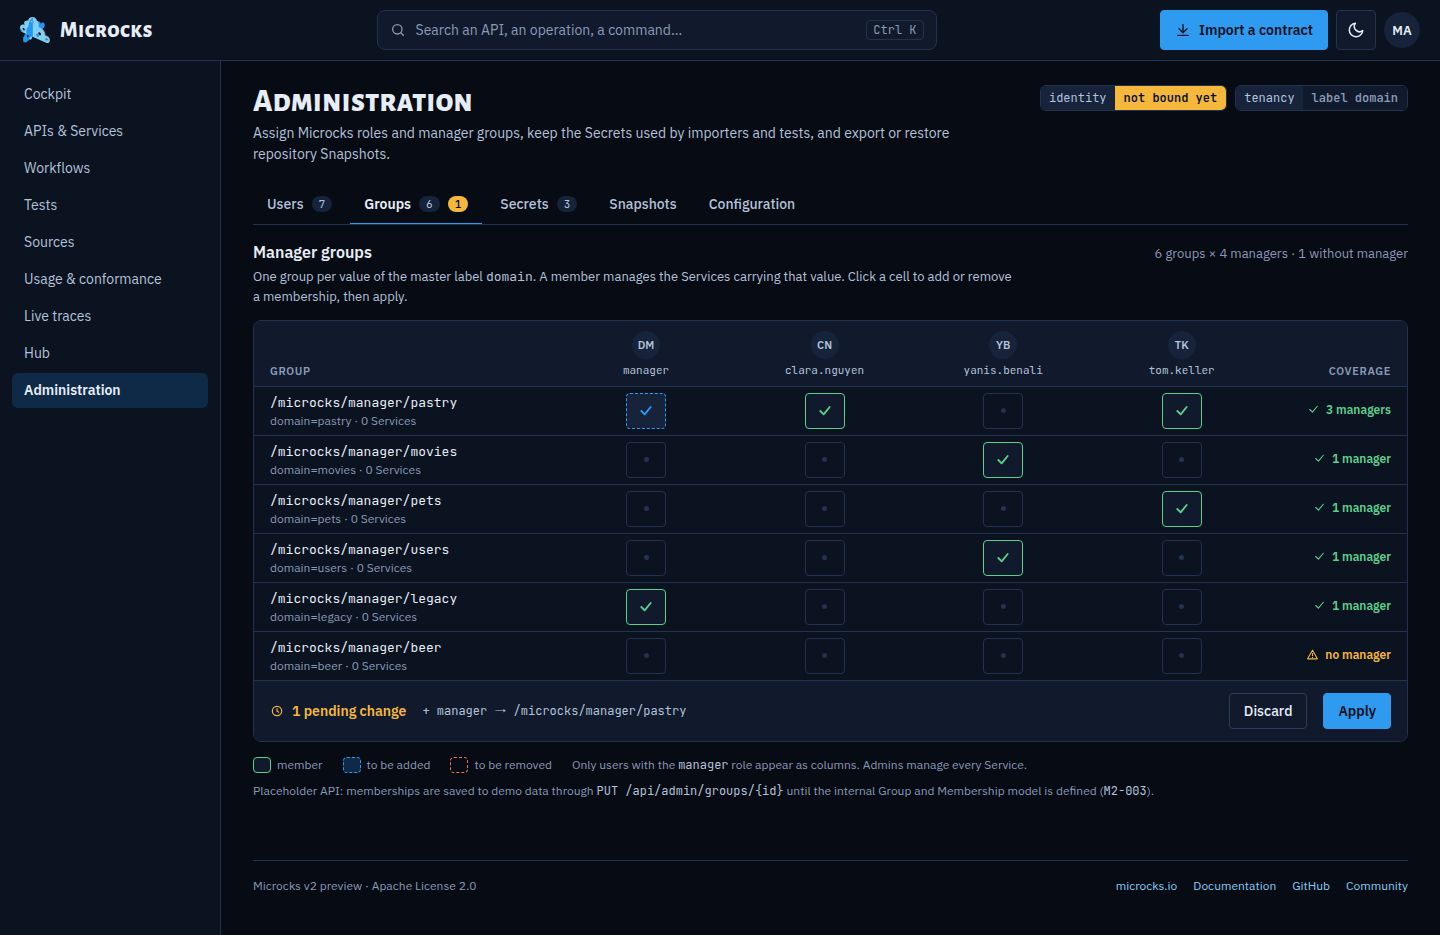 Microcks
Search an API, an operation, a command...
Ctrl K
Import a contract
MA
Cockpit
APIs & Services
Workflows
Tests
Sources
Usage & conformance
Live traces
Hub
Administration
Administration
identity not bound yet
tenancy label domain
Assign Microcks roles and manager groups, keep the Secrets used by importers and tests, and export or restore
repository Snapshots.
Users 7
Groups 6 1
Secrets 3
Snapshots
Configuration
Manager groups
6 groups × 4 managers · 1 without manager
One group per value of the master label domain. A member manages the Services carrying that value. Click a cell to add or remove
a membership, then apply.
DM CN YB TK
GROUP manager clara.nguyen yanis.benali tom.keller COVERAGE
/microcks/manager/pastry
domain=pastry · 0 Services
3 managers
/microcks/manager/movies
domain=movies · 0 Services
1 manager
/microcks/manager/pets
domain=pets · 0 Services
1 manager
/microcks/manager/users
domain=users · 0 Services
1 manager
/microcks/manager/legacy
domain=legacy · 0 Services
1 manager
/microcks/manager/beer
domain=beer · 0 Services
no manager
1 pending change + manager → /microcks/manager/pastry
Discard
Apply
member to be added to be removed Only users with the manager role appear as columns. Admins manage every Service.
Placeholder API: memberships are saved to demo data through PUT /api/admin/groups/{id} until the internal Group and Membership model is defined (M2-003).
Microcks v2 preview · Apache License 2.0
microcks.io Documentation GitHub Community